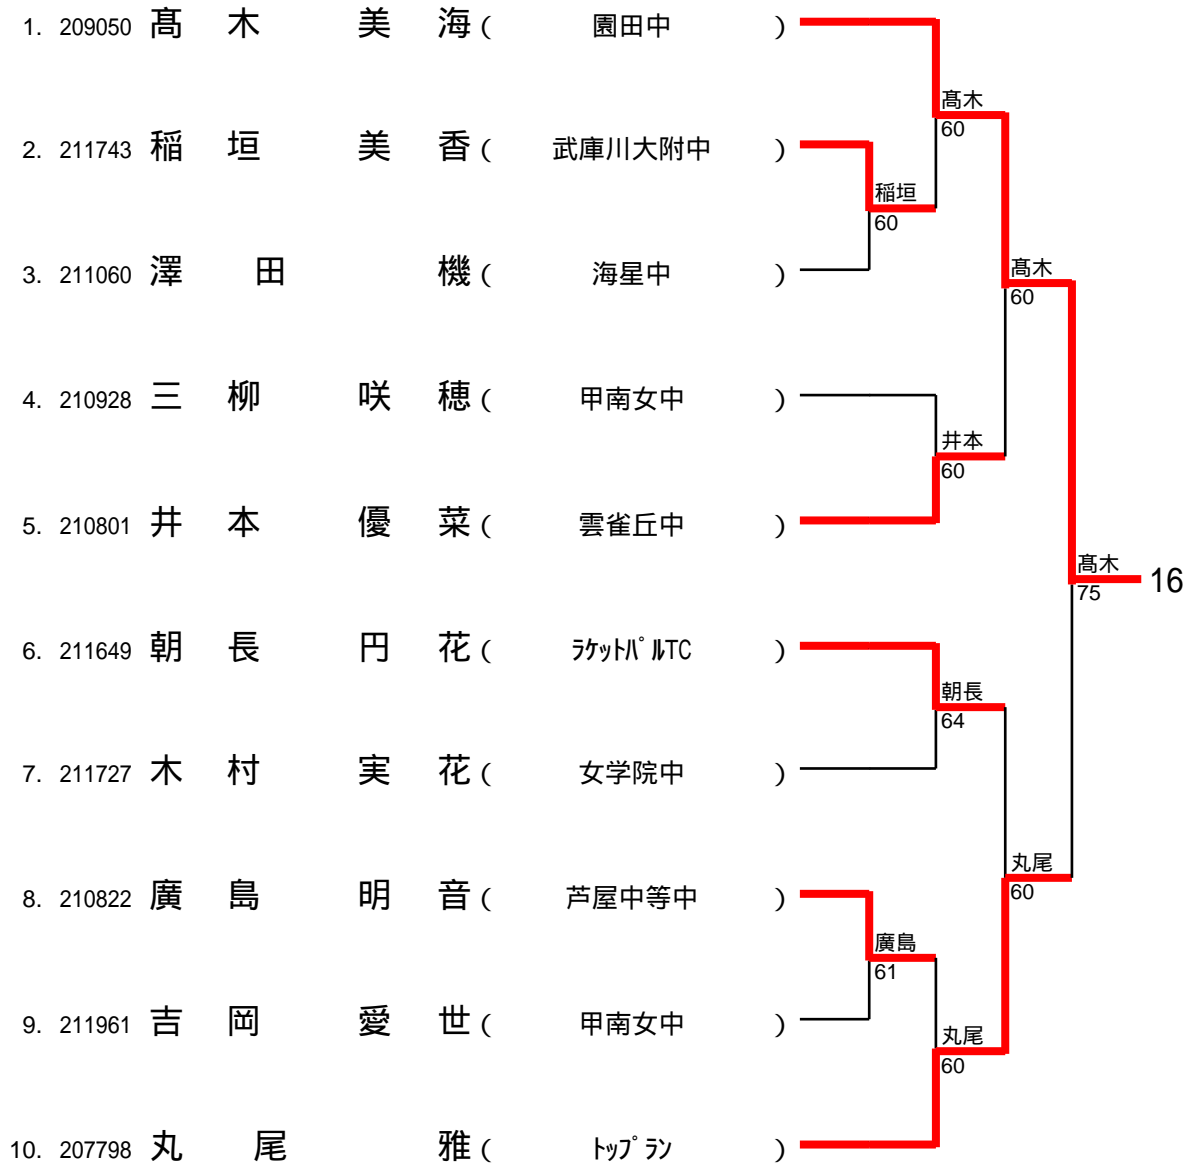 1. 209050 髙木 美海 ( 園田中 )
髙木
60
2. 211743 稲垣 美香 ( 武庫川大附中 )
稲垣
60
3. 211060 澤田 機 ( 海星中 )
髙木
60
4. 210928 三柳 咲穂 ( 甲南女中 )
井本
60
5. 210801 井本 優菜 ( 雲雀丘中 )
髙木
75
16
6. 211649 朝長 円花 ( ﾗｹｯﾄﾊﾟﾙTC )
朝長
64
7. 211727 木村 実花 ( 女学院中 )
丸尾
60
8. 210822 廣島 明音 ( 芦屋中等中 )
廣島
61
9. 211961 吉岡 愛世 ( 甲南女中 )
丸尾
60
10. 207798 丸尾 雅 ( ﾄｯﾌﾟﾗﾝ )